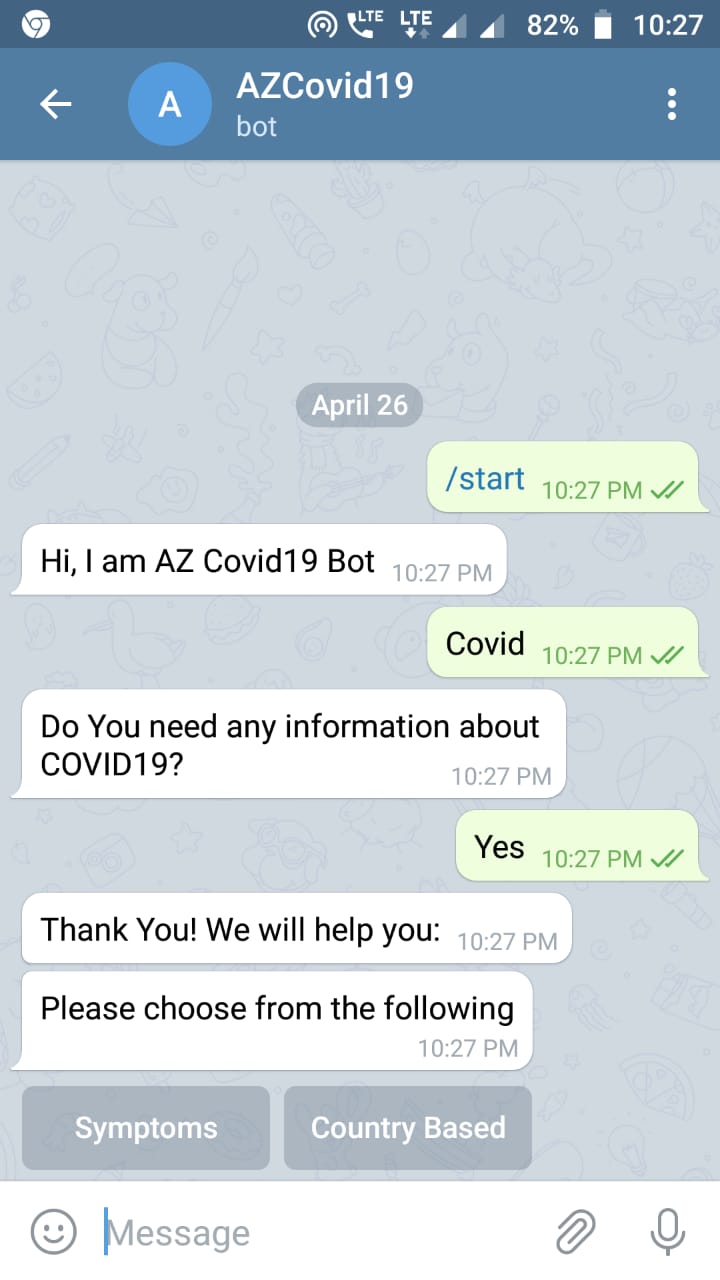 LTE LTE 82% 10:27
A
AZCovid19
bot
April 26
/start 10:27 PM
Hi, I am AZ Covid19 Bot 10:27 PM
Covid 10:27 PM
Do You need any information about
COVID19? 10:27 PM
Yes 10:27 PM
Thank You! We will help you: 10:27 PM
Please choose from the following
10:27 PM
Symptoms Country Based
Message